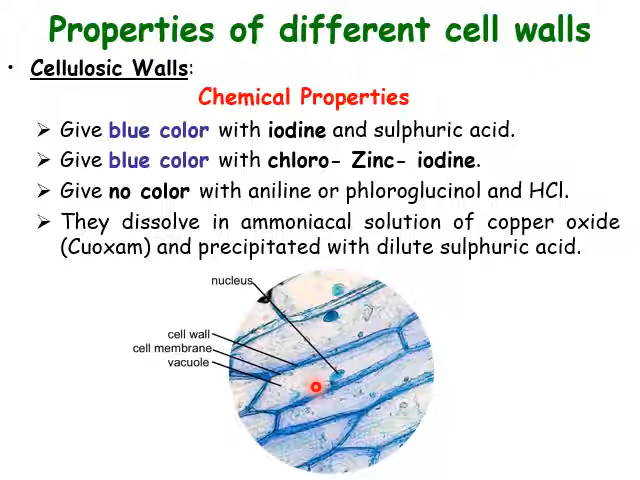 Properties of different cell walls
• Cellulosic Walls:
Chemical Properties
➢ Give blue color with iodine and sulphuric acid.
➢ Give blue color with chloro- Zinc- iodine.
➢ Give no color with aniline or phloroglucinol and HCl.
➢ They dissolve in ammoniacal solution of copper oxide
(Cuoxam) and precipitated with dilute sulphuric acid.
nucleus
cell wall
cell membrane
vacuole